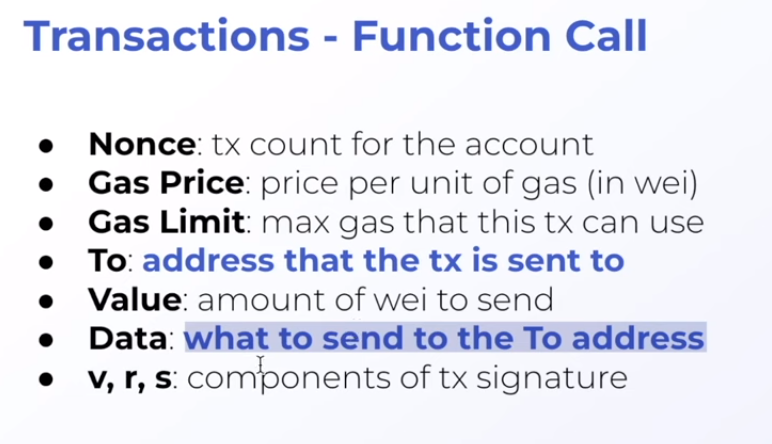 Transactions - Function Call
● Nonce: tx count for the account
● Gas Price: price per unit of gas (in wei)
● Gas Limit: max gas that this tx can use
● To: address that the tx is sent to
● Value: amount of wei to send
● Data: what to send to the To address
● v, r, s: components of tx signature